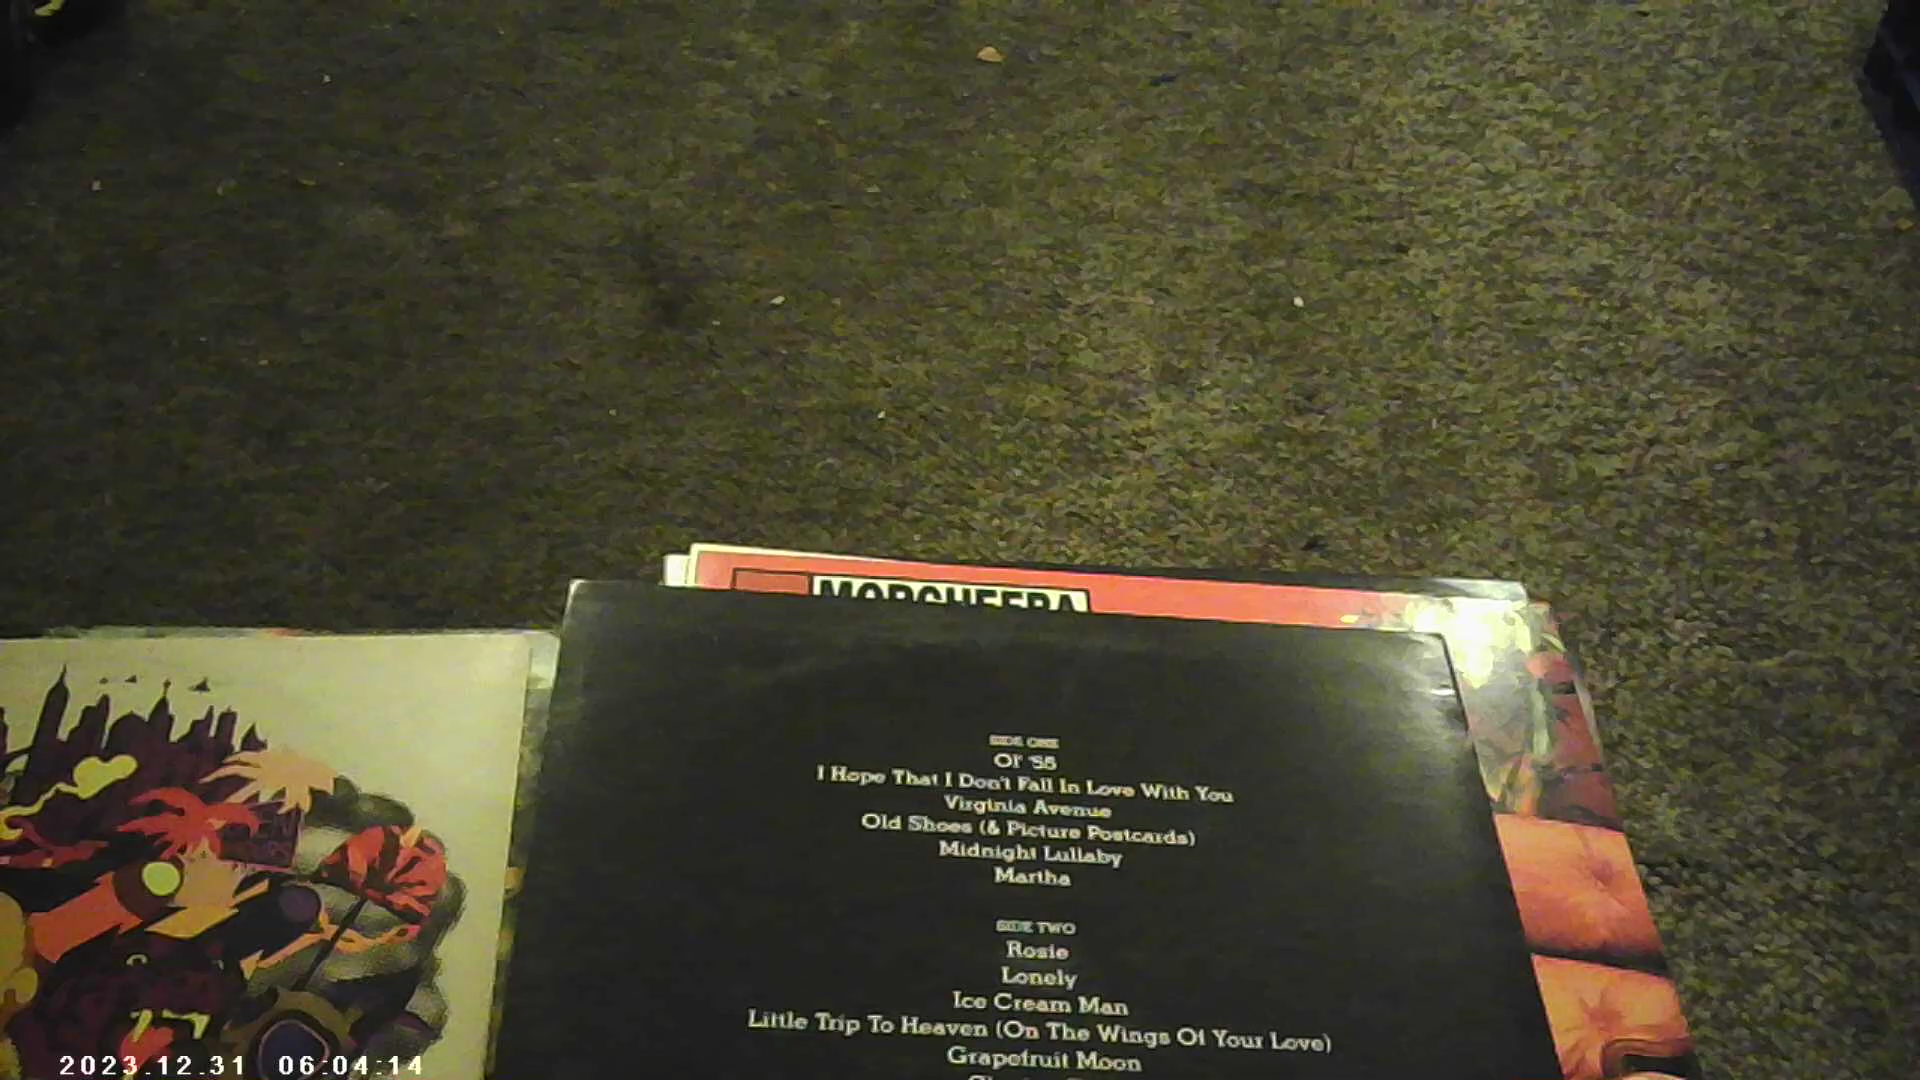 MORCHEEBA
SIDE ONE
Ol' '55
I Hope That I Don't Fall In Love With You
Virginia Avenue
Old Shoes (& Picture Postcards)
Midnight Lullaby
Martha
SIDE TWO
Rosie
Lonely
Ice Cream Man
Little Trip To Heaven (On The Wings Of Your Love)
Grapefruit Moon
2023.12.31 06:04:14